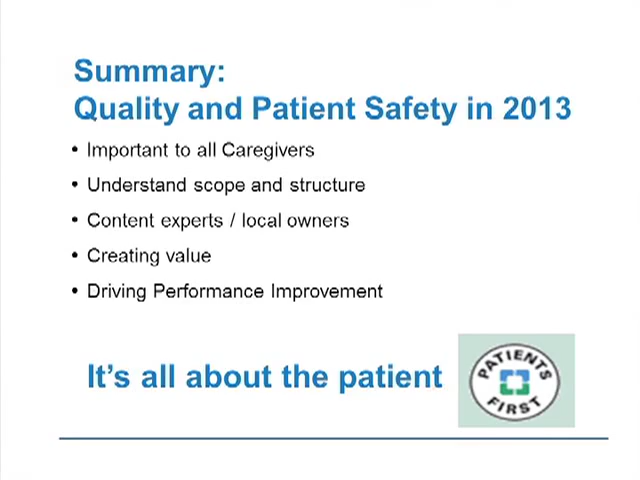 Summary:
Quality and Patient Safety in 2013
• Important to all Caregivers
• Understand scope and structure
• Content experts / local owners
• Creating value
• Driving Performance Improvement
It's all about the patient
PATIENTS
FIRST